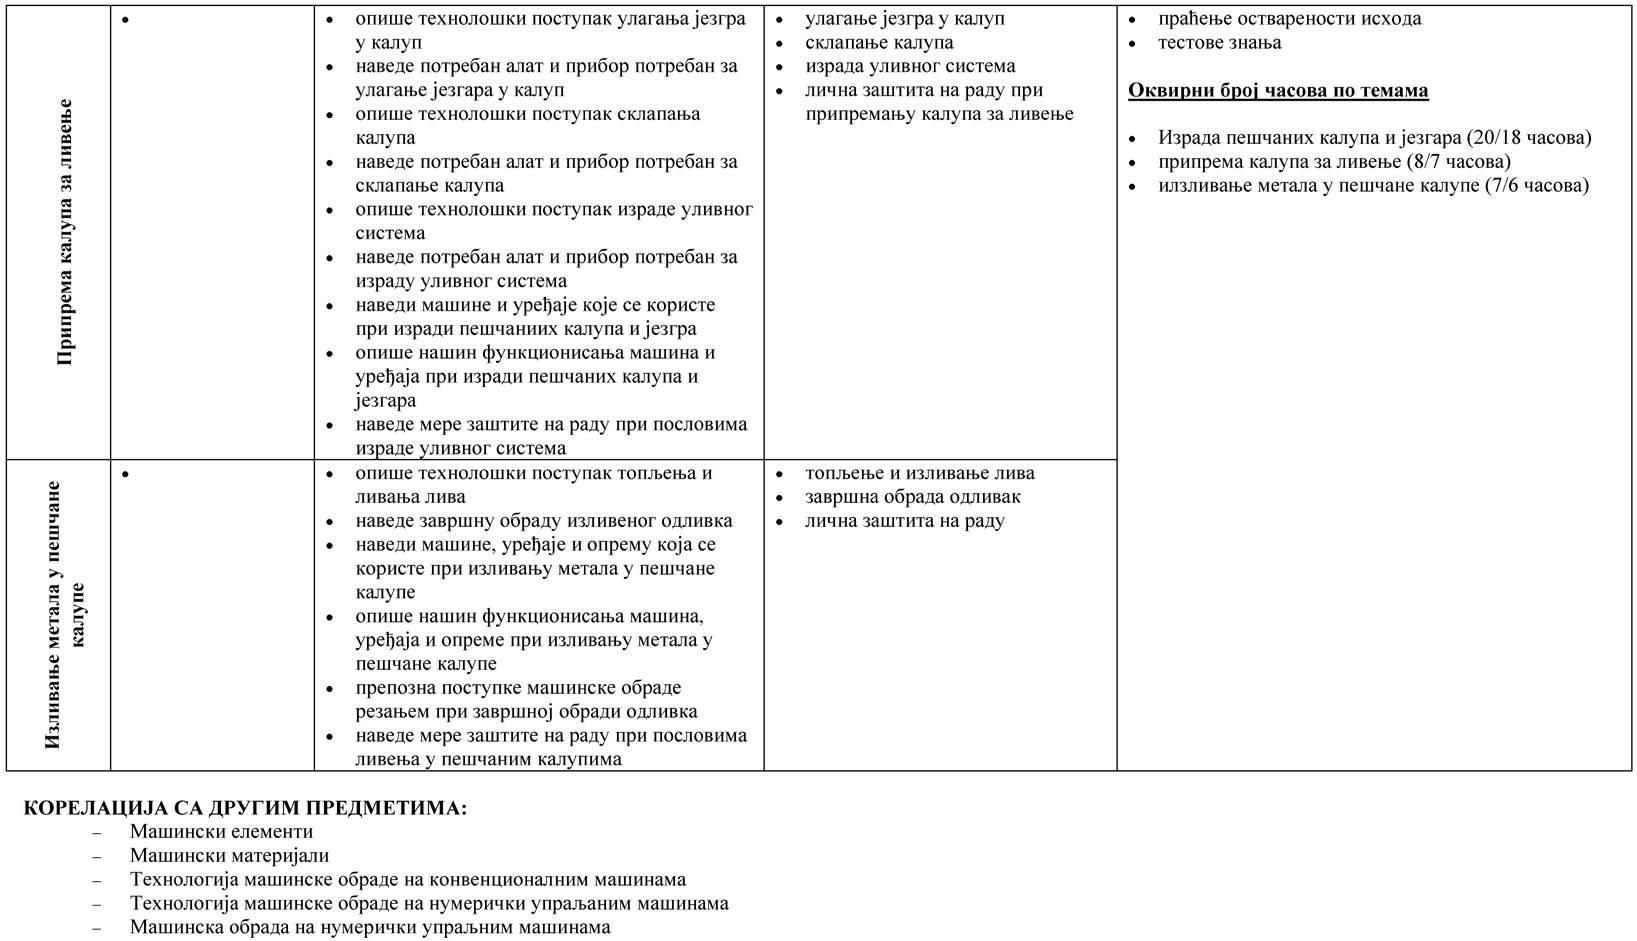 Припрема калупа за ливење
•
• опише технолошки поступак улагања језгра
у калуп
• наведе потребан алат и прибор потребан за
улагање језгара у калуп
• опише технолошки поступак склапања
калупа
• наведе потребан алат и прибор потребан за
склапање калупа
• опише технолошки поступак израде уливног
система
• наведе потребан алат и прибор потребан за
израду уливног система
• наведи машине и уређаје које се користе
при изради пешчаниих калупа и језгра
• опише нашин функционисања машина и
уређаја при изради пешчаних калупа и
језгара
• наведе мере заштите на раду при пословима
израде уливног система
• улагање језгра у калуп
• склапање калупа
• израда уливног система
• лична заштита на раду при
припремању калупа за ливење
• праћење остварености исхода
• тестове знања
Оквирни број часова по темама
• Израда пешчаних калупа и језгара (20/18 часова)
• припрема калупа за ливење (8/7 часова)
• илзливање метала у пешчане калупе (7/6 часова)
Изливање метала у пешчане
калупе
•
• опише технолошки поступак топљења и
ливања лива
• наведе завршну обраду изливеног одливка
• наведи машине, уређаје и опрему која се
користе при изливању метала у пешчане
калупе
• опише нашин функционисања машина,
уређаја и опреме при изливању метала у
пешчане калупе
• препозна поступке машинске обраде
резањем при завршној обради одливка
• наведе мере заштите на раду при пословима
ливења у пешчаним калупима
• топљење и изливање лива
• завршна обрада одливак
• лична заштита на раду
КОРЕЛАЦИЈА СА ДРУГИМ ПРЕДМЕТИМА:
– Машински елементи
– Машински материјали
– Технологија машинске обраде на конвенционалним машинама
– Технологија машинске обраде на нумерички упраљаним машинама
– Машинска обрада на нумерички упраљним машинама